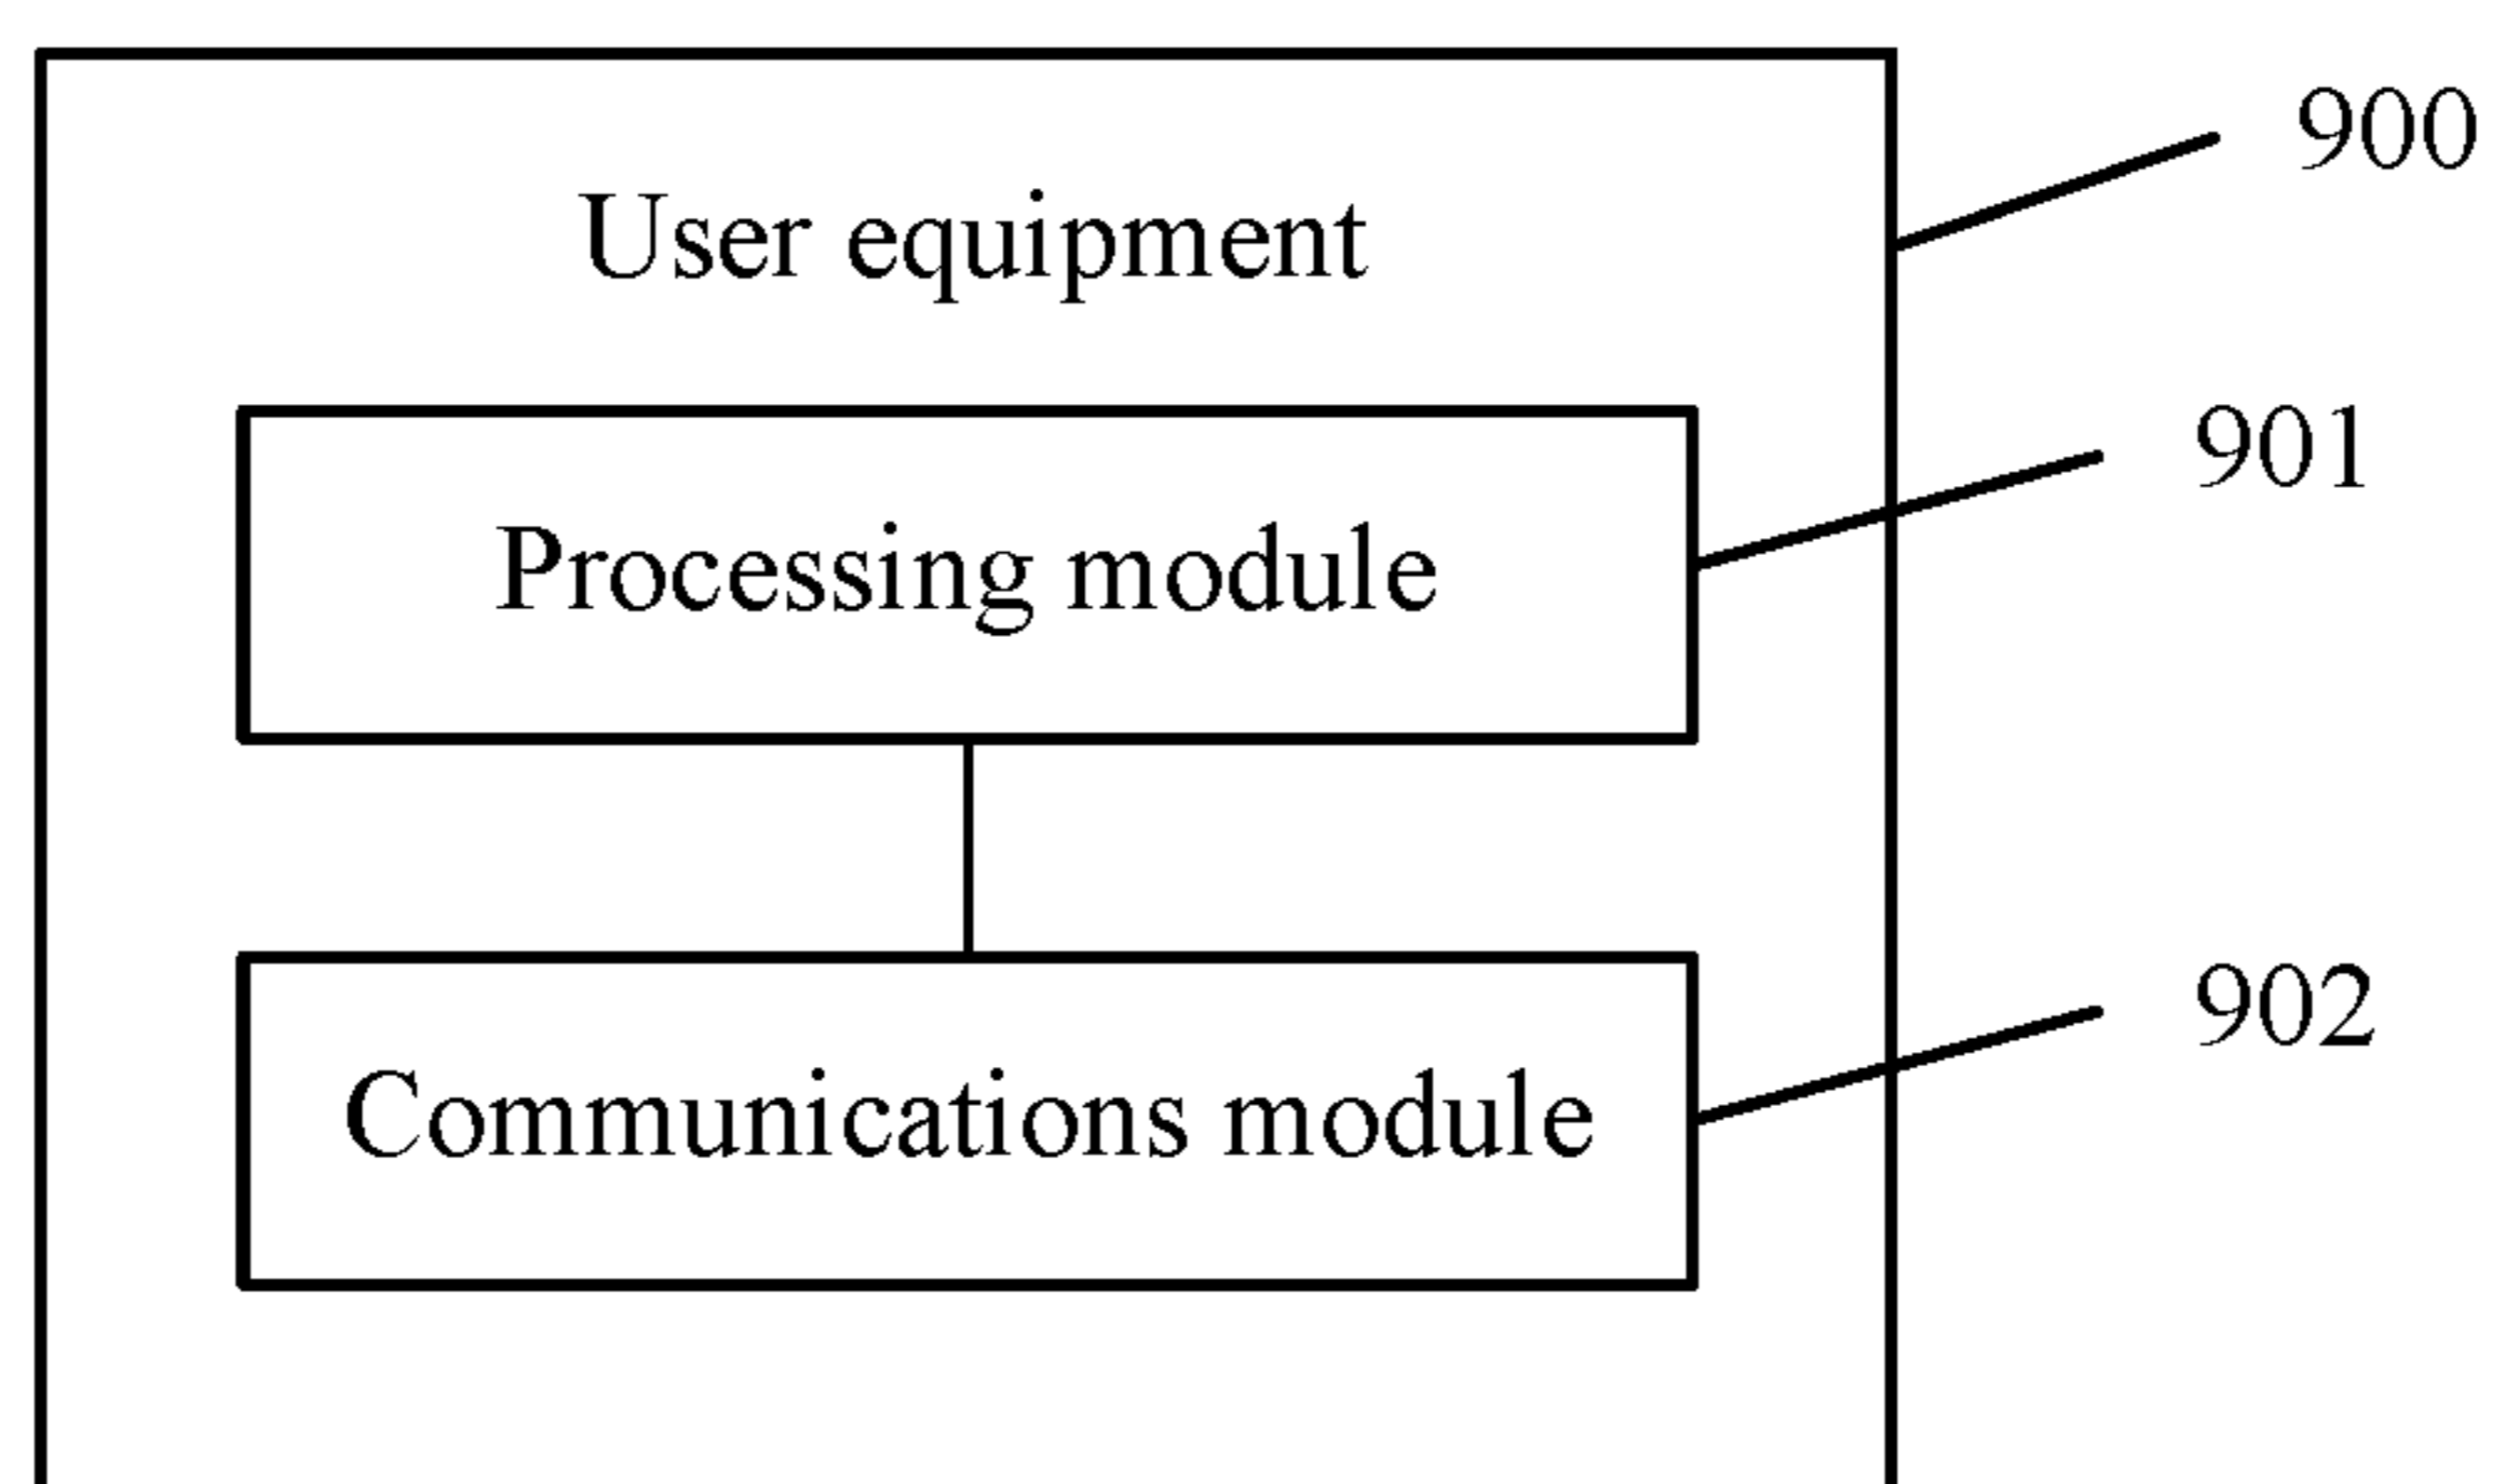 900
User equipment
901
Processing module
902
Communications module